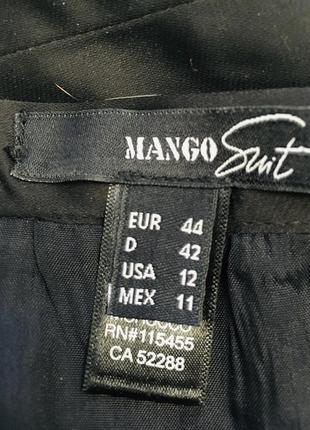 MANGO Suit
EUR 44
D 42
USA 12
MEX 11
RN#115455
CA 52288